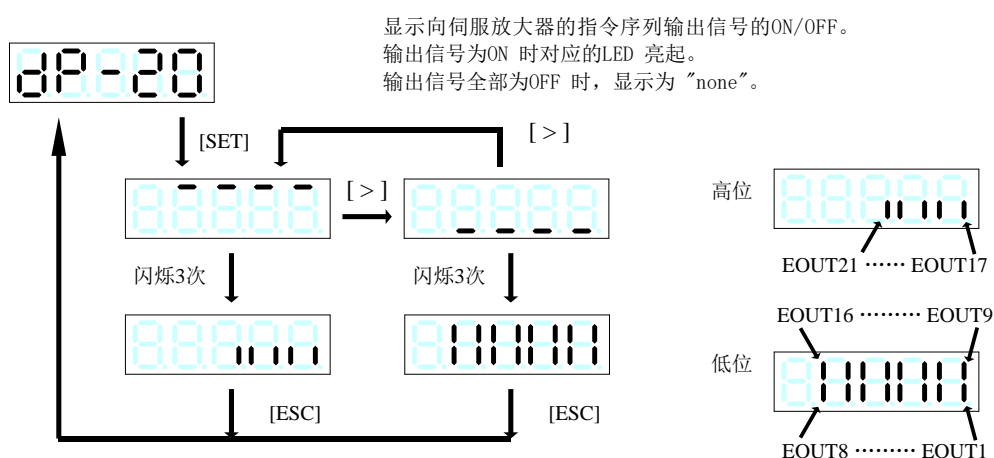 显示向伺服放大器的指令序列输出信号的ON/OFF。
输出信号为ON 时对应的LED 亮起。
输出信号全部为OFF 时，显示为 "none"。
dP-20
[SET]
[ > ]
[ > ]
高位
EOUT21 ······ EOUT17
闪烁3次
闪烁3次
EOUT16 ········· EOUT9
低位
[ESC]
[ESC]
EOUT8 ········· EOUT1